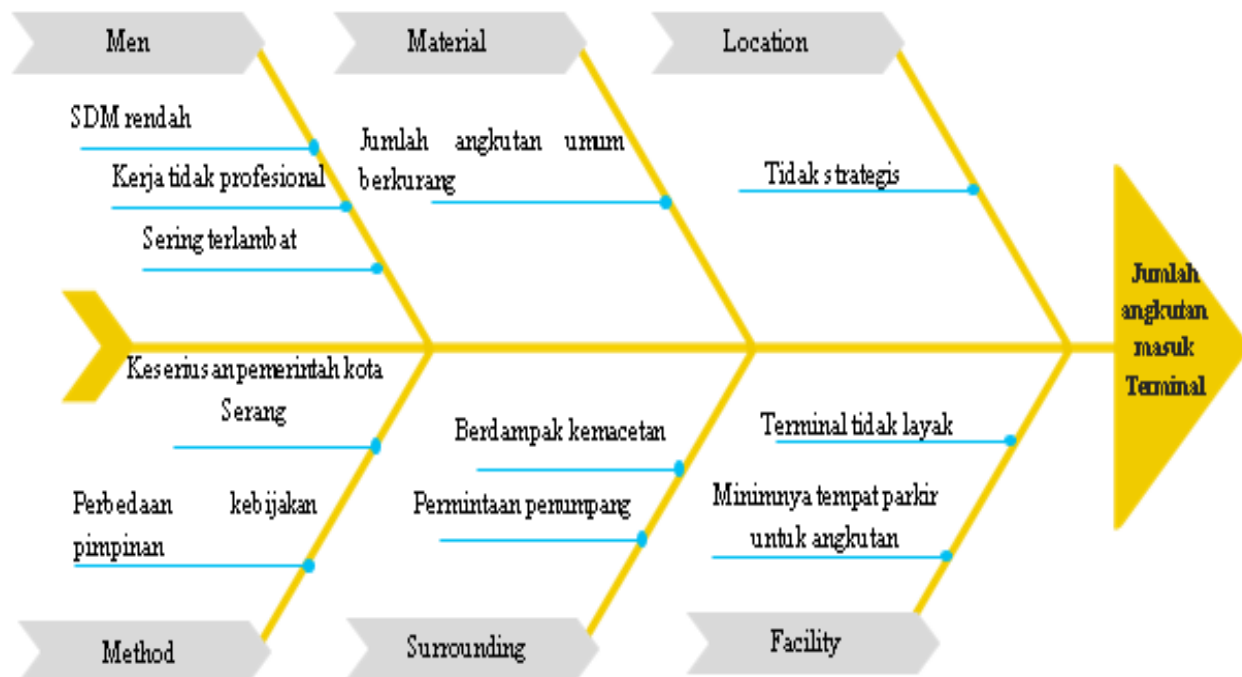 Men
Material
Location
SDM rendah
Kerja tidak profesional
Sering terlambat
Jumlah angkutan umum
berkurang
Tidak strategis
Jumlah
angkutan
masuk
Terminal
Keseriusan pemerintah kota
Serang
Perbedaan kebijakan
pimpinan
Berdampak kemacetan
Permintaan penumpang
Terminal tidak layak
Minimnya tempat parkir
untuk angkutan
Method
Surrounding
Facility